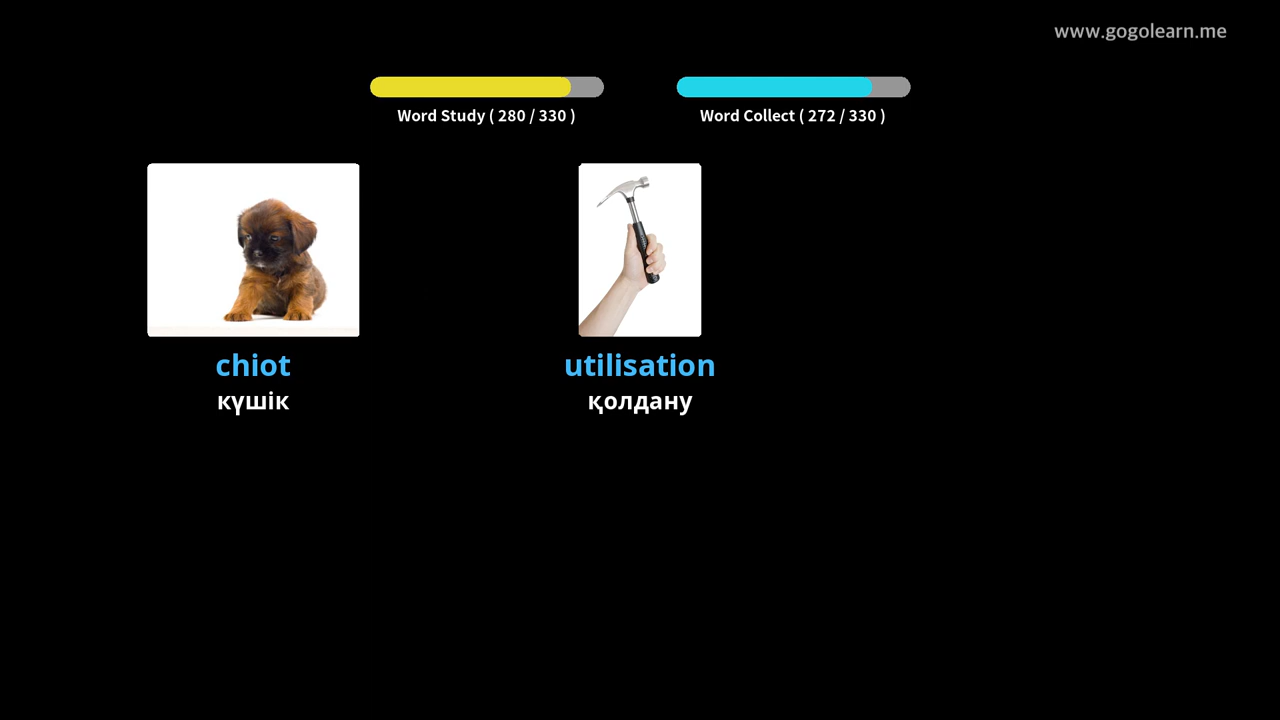 www.gogolearn.me
Word Study ( 280 / 330 )
Word Collect ( 272 / 330 )
chiot
күшік
utilisation
қолдану